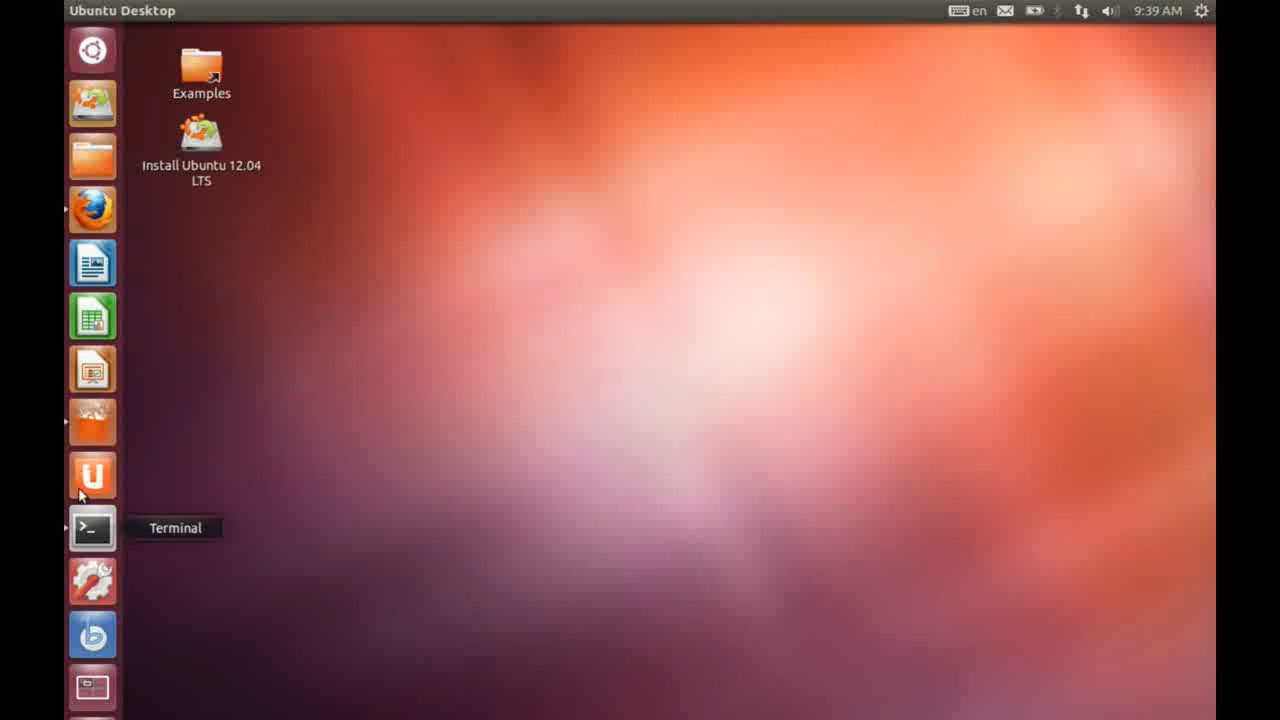 Ubuntu Desktop
en
9:39 AM
Examples
Install Ubuntu 12.04
LTS
Terminal